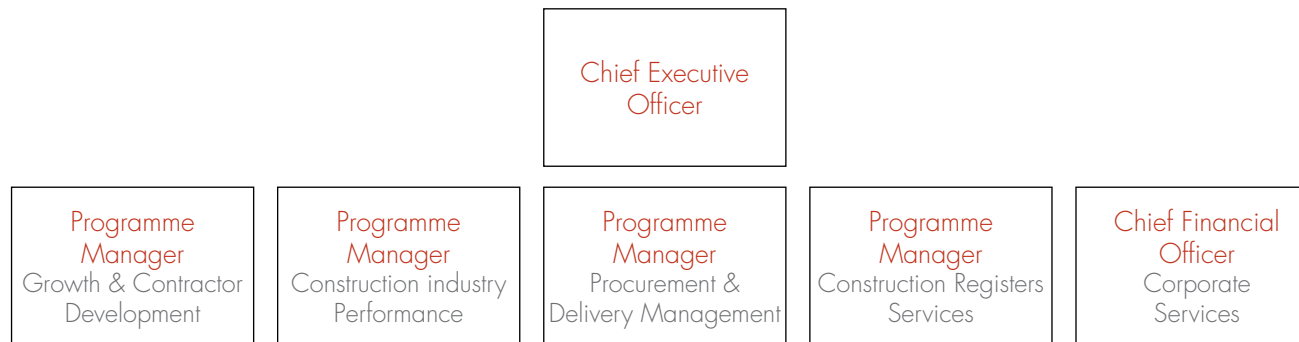 Chief Executive
Officer
Programme
Manager
Growth & Contractor
Development
Programme
Manager
Construction industry
Performance
Programme
Manager
Procurement &
Delivery Management
Programme
Manager
Construction Registers
Services
Chief Financial
Officer
Corporate
Services